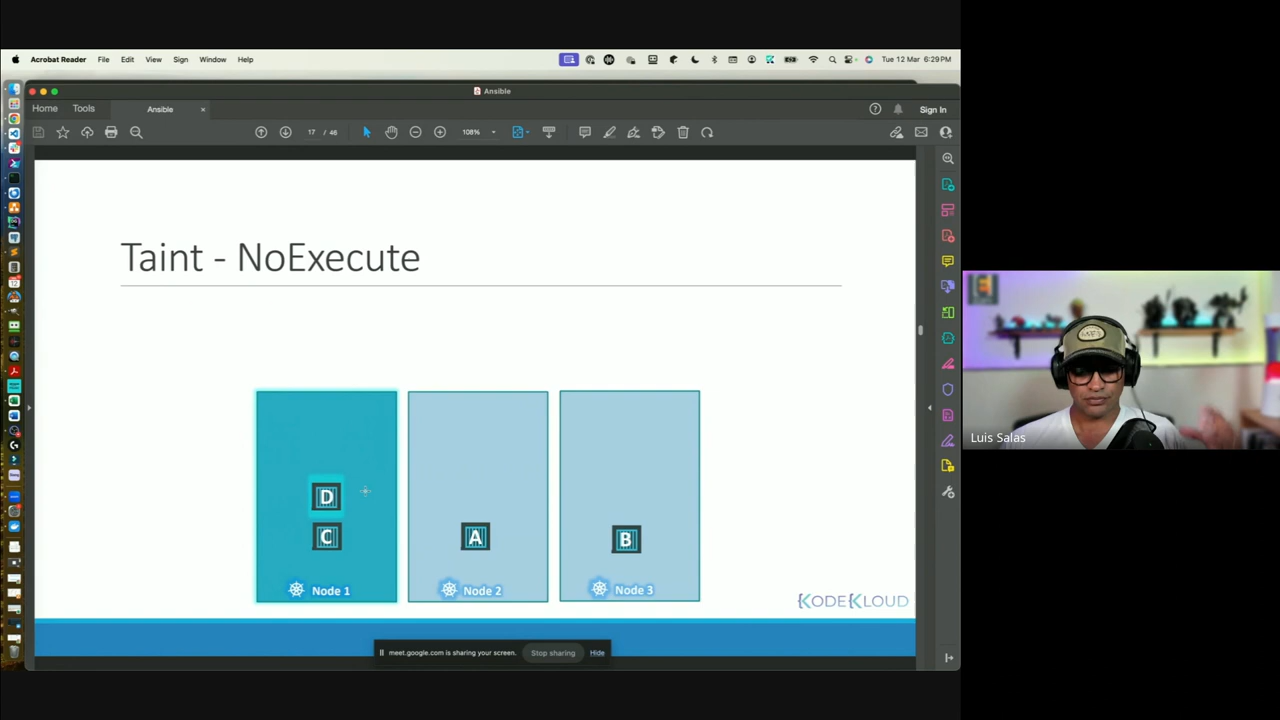 Acrobat Reader File Edit View Sign Window Help Tue 12 Mar 6:29PM
Ansible
Home Tools Ansible × Sign In
17 / 46 108%
Taint - NoExecute
D
C A B
Node 1 Node 2 Node 3
KODEKLOUD
meet.google.com is sharing your screen. Stop sharing Hide
Luis Salas